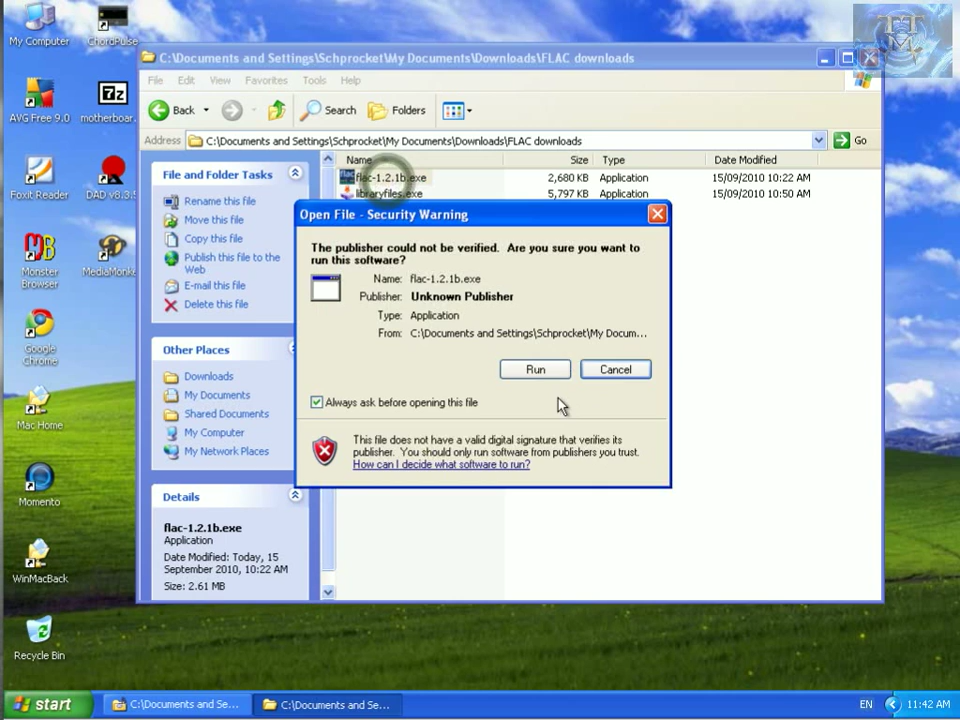 My Computer
ChordPulse
AVG Free 9.0
motherboar...
Foxit Reader
DAD v8.3.5
Monster
Browser
MediaMonke
Google
Chrome
Mac Home
Momento
WinMacBack
Recycle Bin
TTM
C:\Documents and Settings\Schprocket\My Documents\Downloads\FLAC downloads
File Edit View Favorites Tools Help
Back Search Folders
Address C:\Documents and Settings\Schprocket\My Documents\Downloads\FLAC downloads Go
Name Size Type Date Modified
flac-1.2.1b.exe 2,680 KB Application 15/09/2010 10:22 AM
libraryfiles.exe 5,797 KB Application 15/09/2010 10:50 AM
File and Folder Tasks
Rename this file
Move this file
Copy this file
Publish this file to the
Web
E-mail this file
Delete this file
Other Places
Downloads
My Documents
Shared Documents
My Computer
My Network Places
Details
flac-1.2.1b.exe
Application
Date Modified: Today, 15
September 2010, 10:22 AM
Size: 2.61 MB
Open File - Security Warning
The publisher could not be verified. Are you sure you want to
run this software?
Name: flac-1.2.1b.exe
Publisher: Unknown Publisher
Type: Application
From: C:\Documents and Settings\Schprocket\My Docum...
Run Cancel
Always ask before opening this file
This file does not have a valid digital signature that verifies its
publisher. You should only run software from publishers you trust.
How can I decide what software to run?
start C:\Documents and Se... C:\Documents and Se... EN 11:42 AM